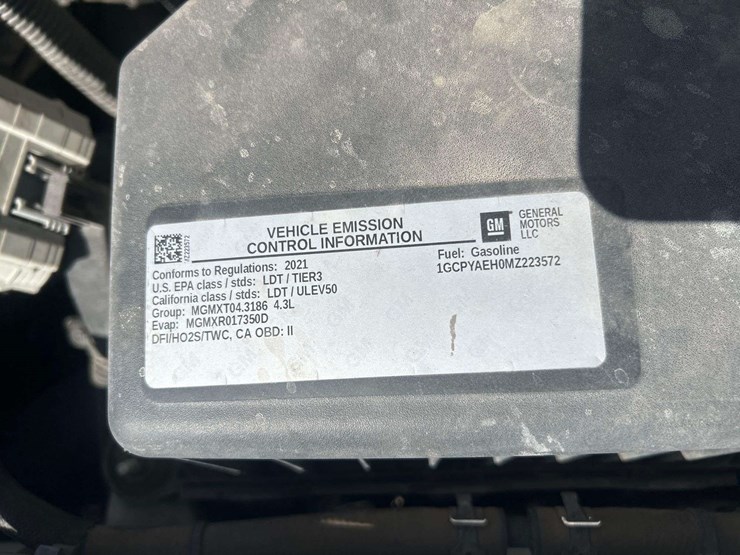 VEHICLE EMISSION
CONTROL INFORMATION
GM
GENERAL
MOTORS
LLC
Z223572
Conforms to Regulations: 2021
U.S. EPA class / stds: LDT / TIER3
California class / stds: LDT / ULEV50
Group: MGMXT04.3186 4.3L
Evap: MGMXR017350D
DFI/HO2S/TWC, CA OBD: II
Fuel: Gasoline
1GCPYAEH0MZ223572